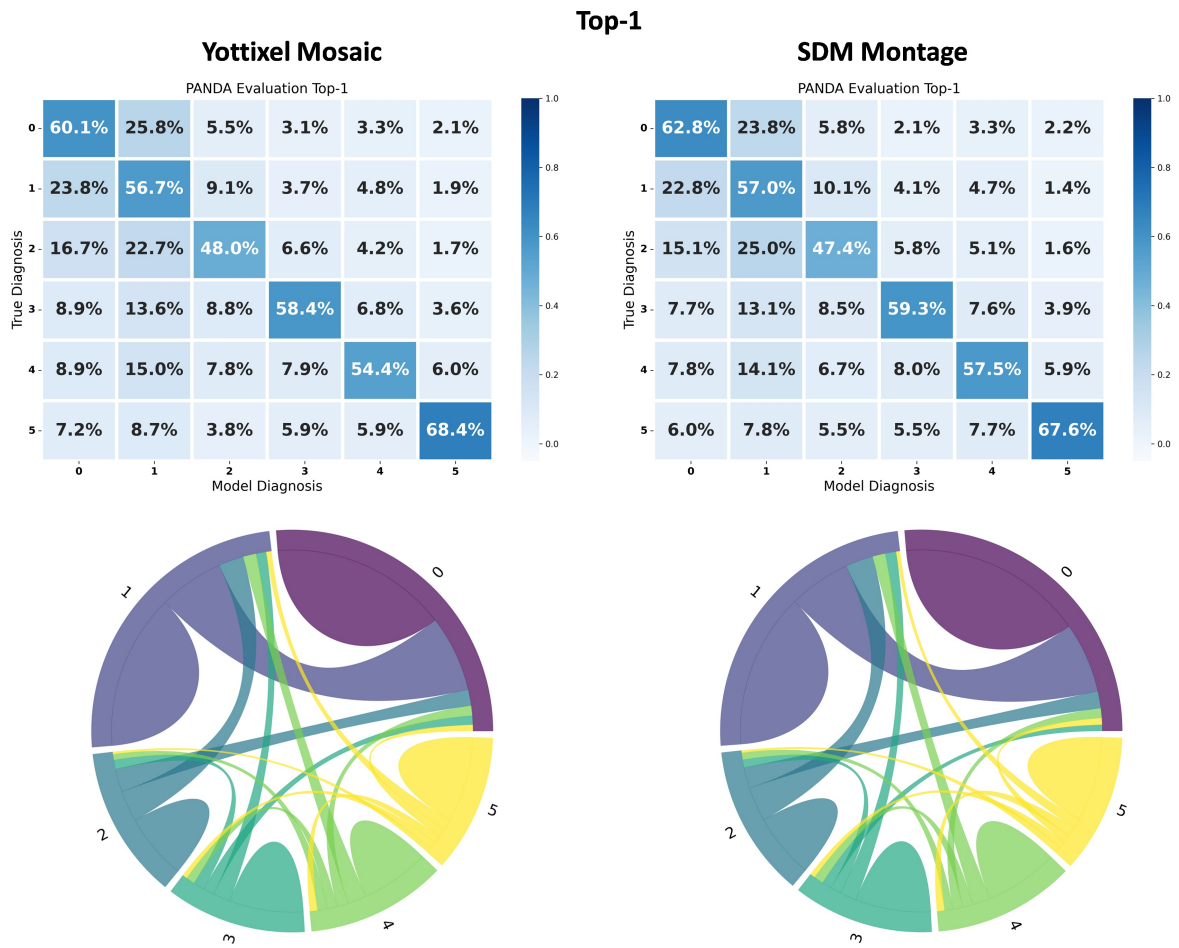 Top-1
Yottixel Mosaic
PANDA Evaluation Top-1
True Diagnosis
0 60.1% 25.8% 5.5% 3.1% 3.3% 2.1%
1 23.8% 56.7% 9.1% 3.7% 4.8% 1.9%
2 16.7% 22.7% 48.0% 6.6% 4.2% 1.7%
3 8.9% 13.6% 8.8% 58.4% 6.8% 3.6%
4 8.9% 15.0% 7.8% 7.9% 54.4% 6.0%
5 7.2% 8.7% 3.8% 5.9% 5.9% 68.4%
0 1 2 3 4 5
Model Diagnosis
1.0
0.8
0.6
0.4
0.2
0.0
SDM Montage
PANDA Evaluation Top-1
True Diagnosis
0 62.8% 23.8% 5.8% 2.1% 3.3% 2.2%
1 22.8% 57.0% 10.1% 4.1% 4.7% 1.4%
2 15.1% 25.0% 47.4% 5.8% 5.1% 1.6%
3 7.7% 13.1% 8.5% 59.3% 7.6% 3.9%
4 7.8% 14.1% 6.7% 8.0% 57.5% 5.9%
5 6.0% 7.8% 5.5% 5.5% 7.7% 67.6%
0 1 2 3 4 5
Model Diagnosis
1.0
0.8
0.6
0.4
0.2
0.0
0
1
2
3
4
5
0
1
2
3
4
5